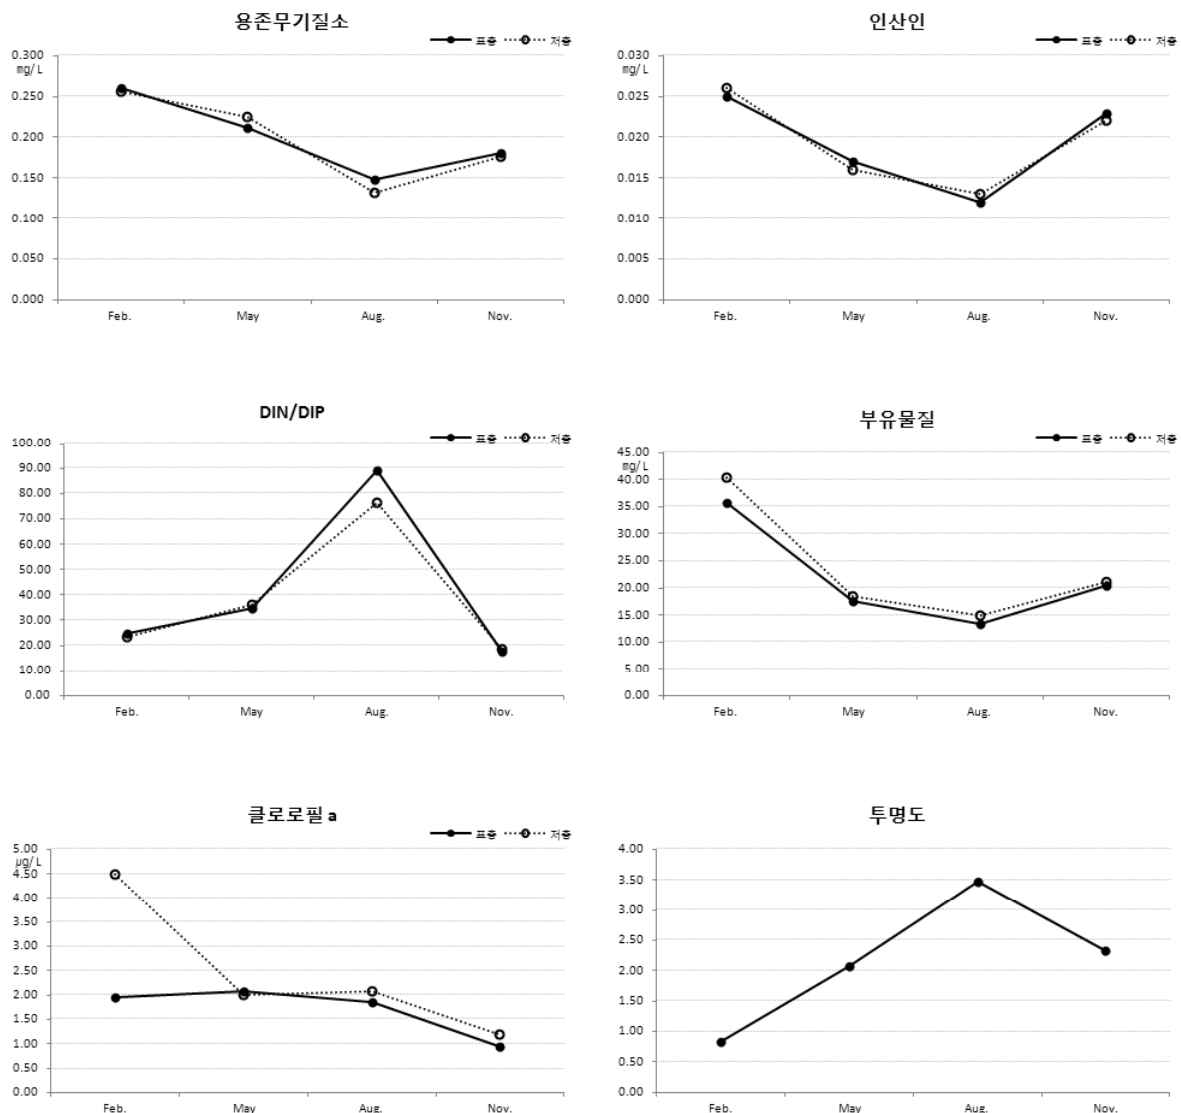 용존무기질소
표층 저층
0.300
mg/ L
0.250
0.200
0.150
0.100
0.050
0.000
Feb. May Aug. Nov.
인산인
표층 저층
0.030
mg/ L
0.025
0.020
0.015
0.010
0.005
0.000
Feb. May Aug. Nov.
DIN/DIP
표층 저층
100.00
90.00
80.00
70.00
60.00
50.00
40.00
30.00
20.00
10.00
0.00
Feb. May Aug. Nov.
부유물질
표층 저층
45.00
mg/ L
40.00
35.00
30.00
25.00
20.00
15.00
10.00
5.00
0.00
Feb. May Aug. Nov.
클로로필 a
표층 저층
5.00
µg/ L
4.50
4.00
3.50
3.00
2.50
2.00
1.50
1.00
0.50
0.00
Feb. May Aug. Nov.
투명도
4.00
3.50
3.00
2.50
2.00
1.50
1.00
0.50
0.00
Feb. May Aug. Nov.